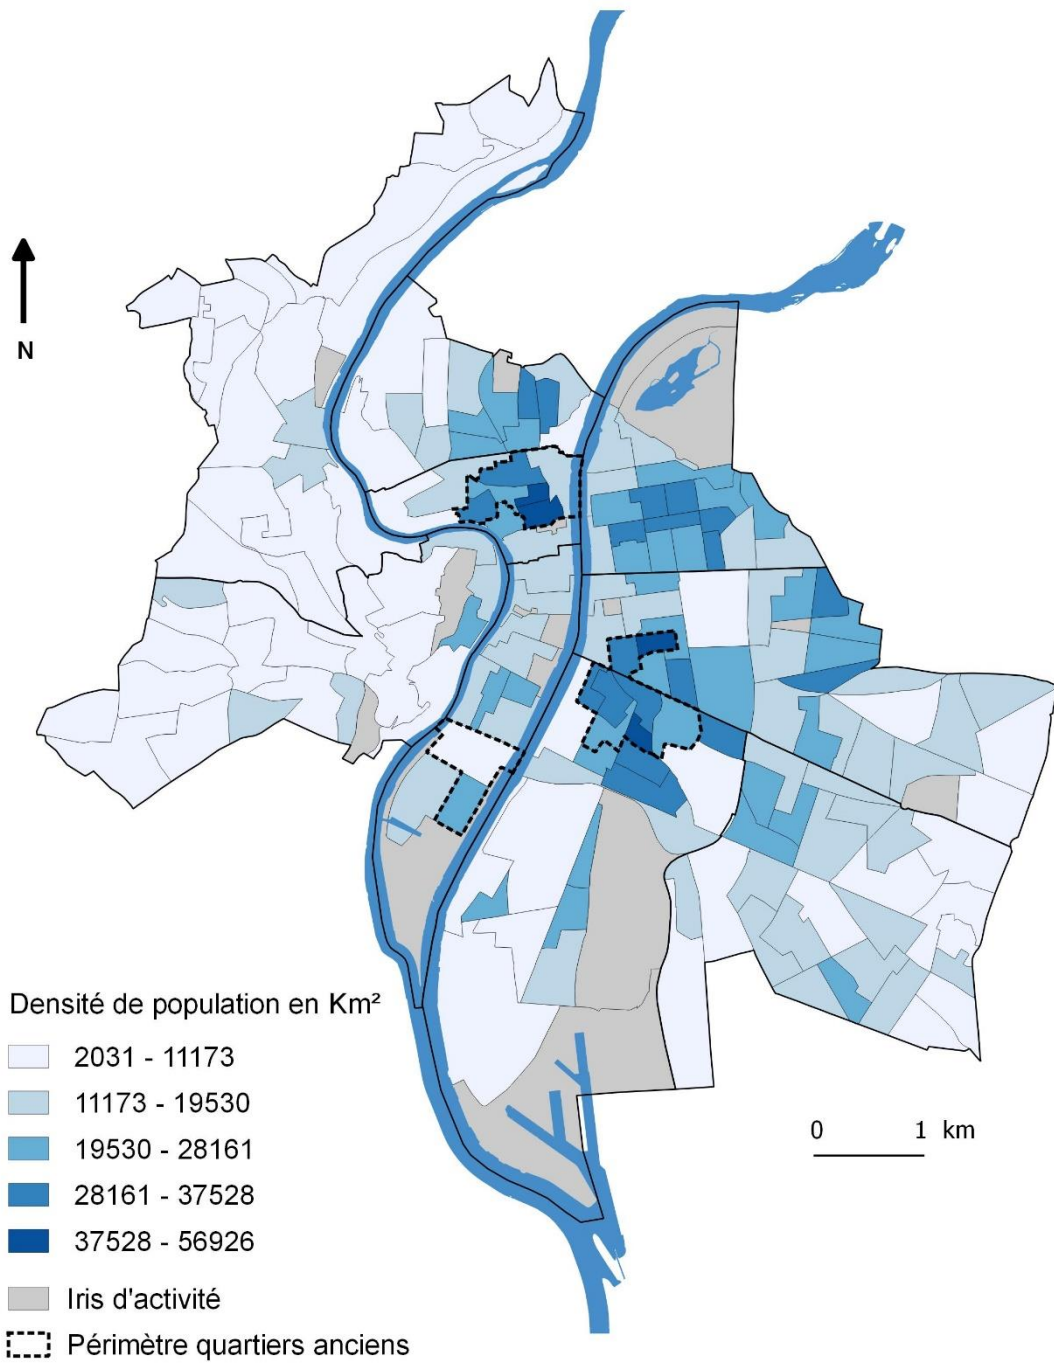 N
Densité de population en Km²
2031 - 11173
11173 - 19530
19530 - 28161
28161 - 37528
37528 - 56926
Iris d'activité
Périmètre quartiers anciens
0 1 km